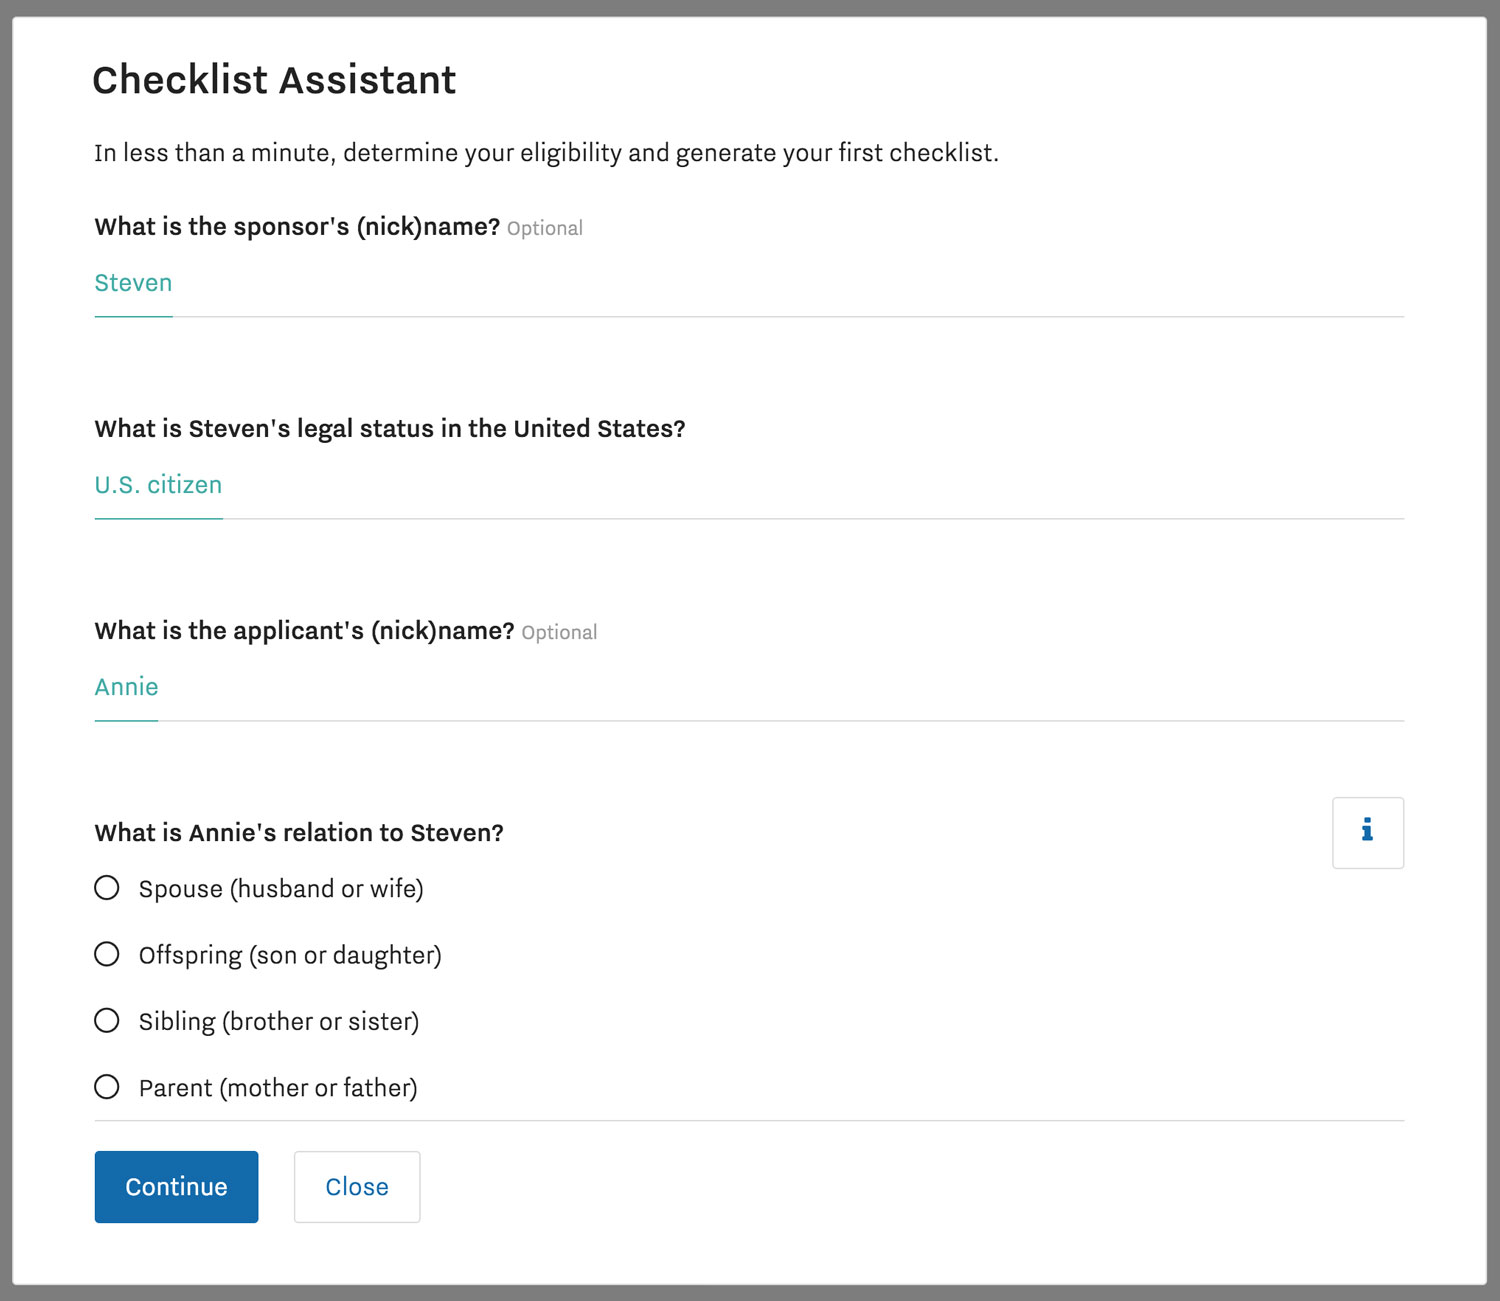 Checklist Assistant
In less than a minute, determine your eligibility and generate your first checklist.
What is the sponsor's (nick)name? Optional
Steven
What is Steven's legal status in the United States?
U.S. citizen
What is the applicant's (nick)name? Optional
Annie
What is Annie's relation to Steven?
i
Spouse (husband or wife)
Offspring (son or daughter)
Sibling (brother or sister)
Parent (mother or father)
Continue Close